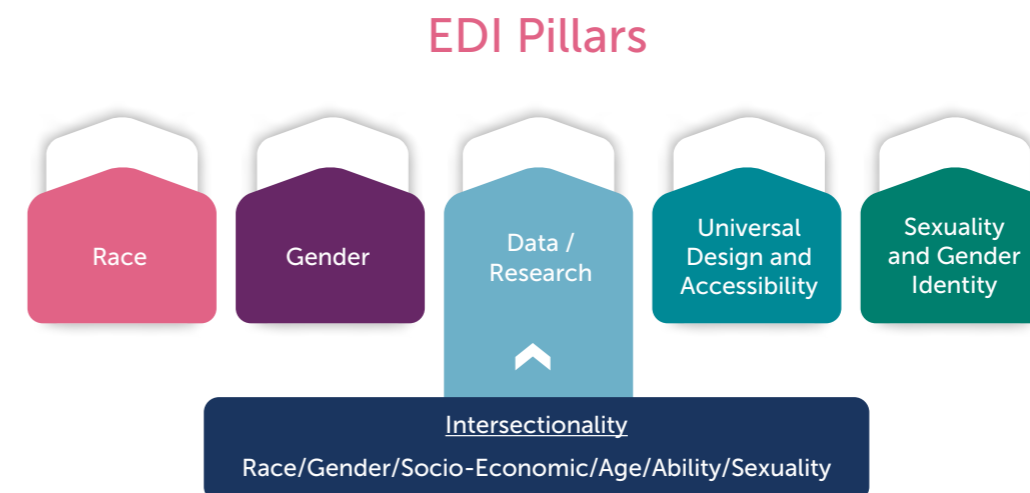 EDI Pillars
Race
Gender
Data /
Research
Universal
Design and
Accessibility
Sexuality
and Gender
Identity
Intersectionality
Race/Gender/Socio-Economic/Age/Ability/Sexuality